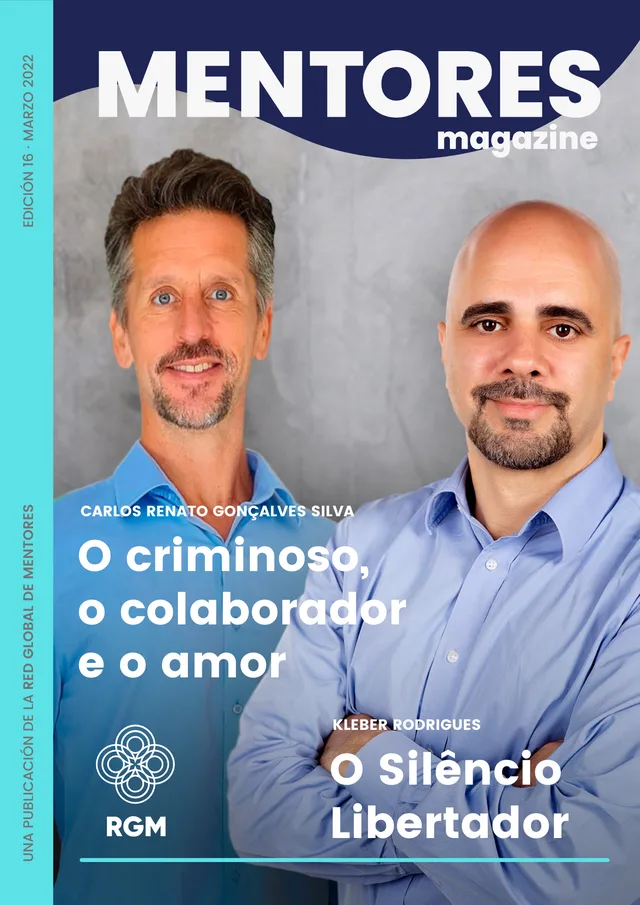 MENTORES
magazine
EDICIÓN 16 · MARZO 2022
UNA PUBLICACIÓN DE LA RED GLOBAL DE MENTORES
CARLOS RENATO GONÇALVES SILVA
O criminoso,
o colaborador
e o amor
KLEBER RODRIGUES
O Silêncio
Libertador
RGM